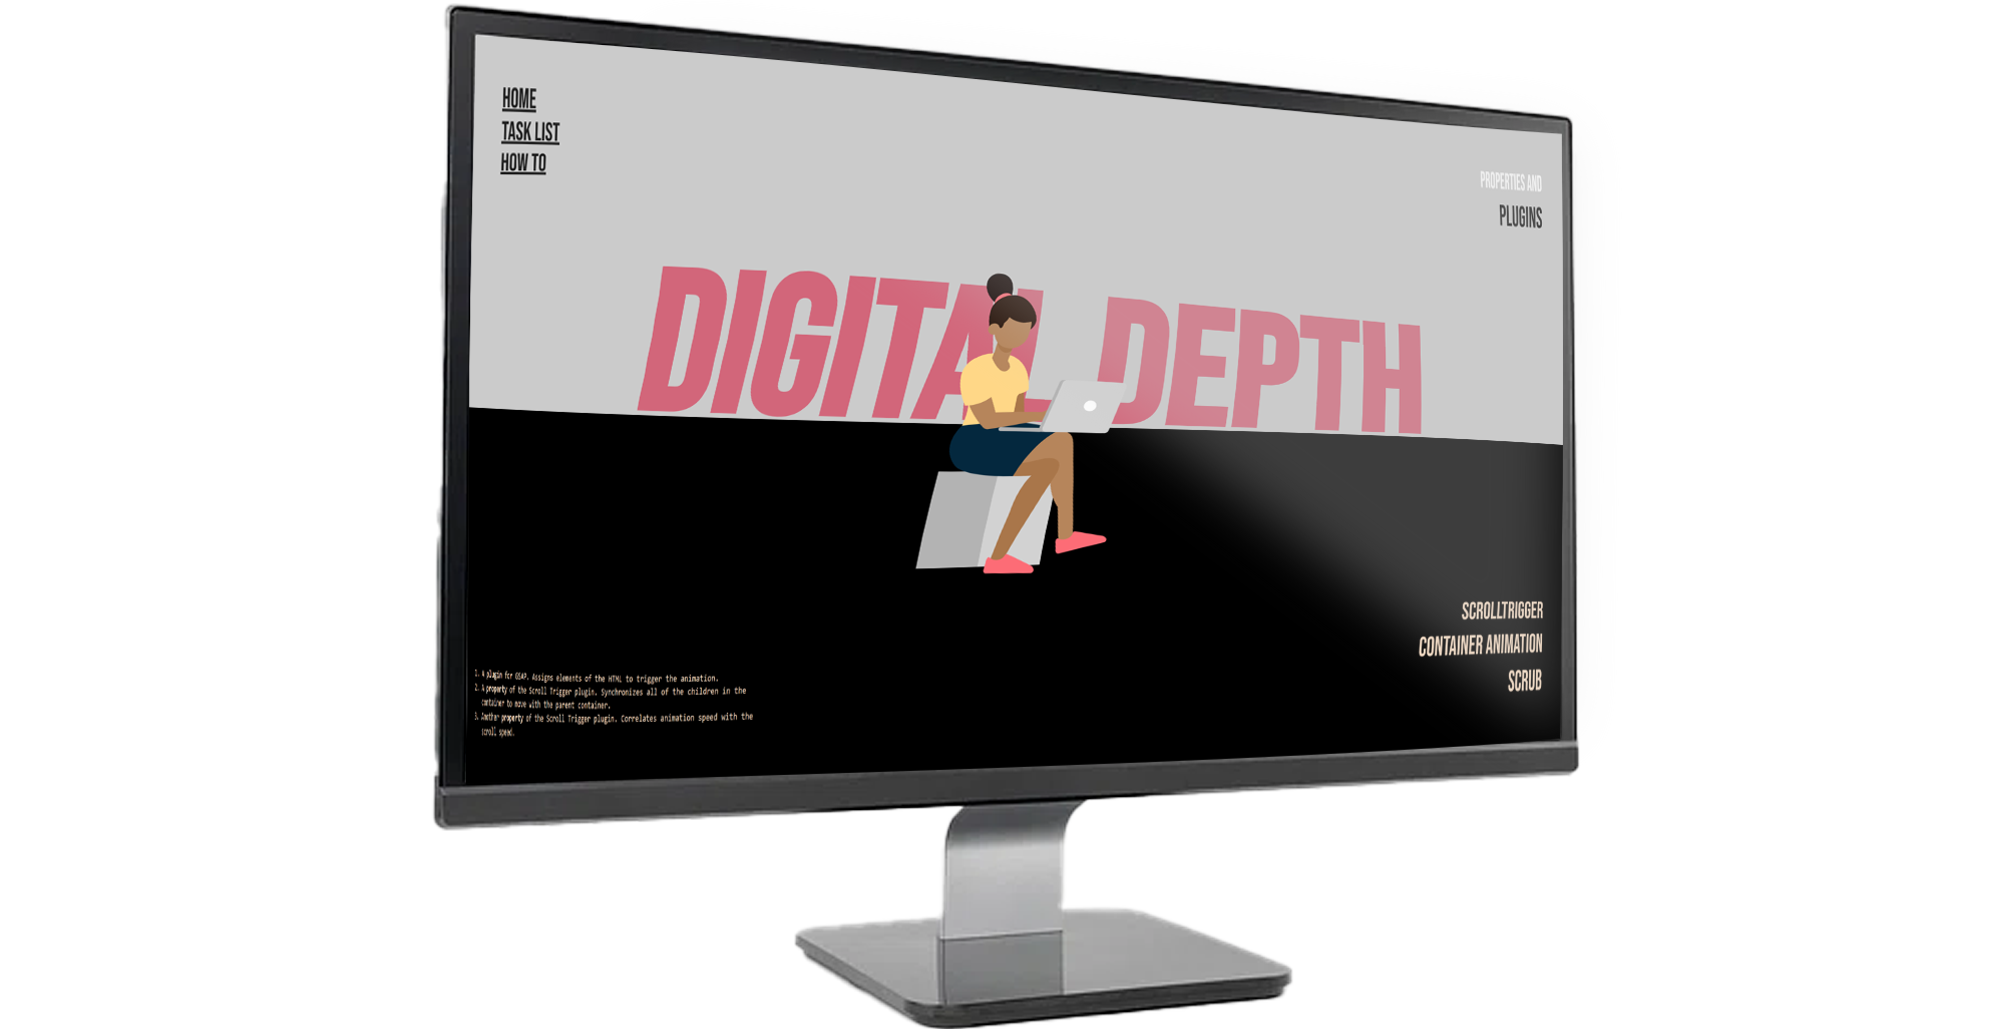 HOME
TASK LIST
HOW TO
PROPERTIES AND
PLUGINS
DIGITAL DEPTH
SCROLLTRIGGER
CONTAINER ANIMATION
SCRUB
1. A plugin for GSAP. Assigns elements of the HTML to trigger the animation.
2. A property of the Scroll Trigger plugin. Synchronizes all of the children in the
container to move with the parent container.
3. Another property of the Scroll Trigger plugin. Correlates animation speed with the
scroll speed.